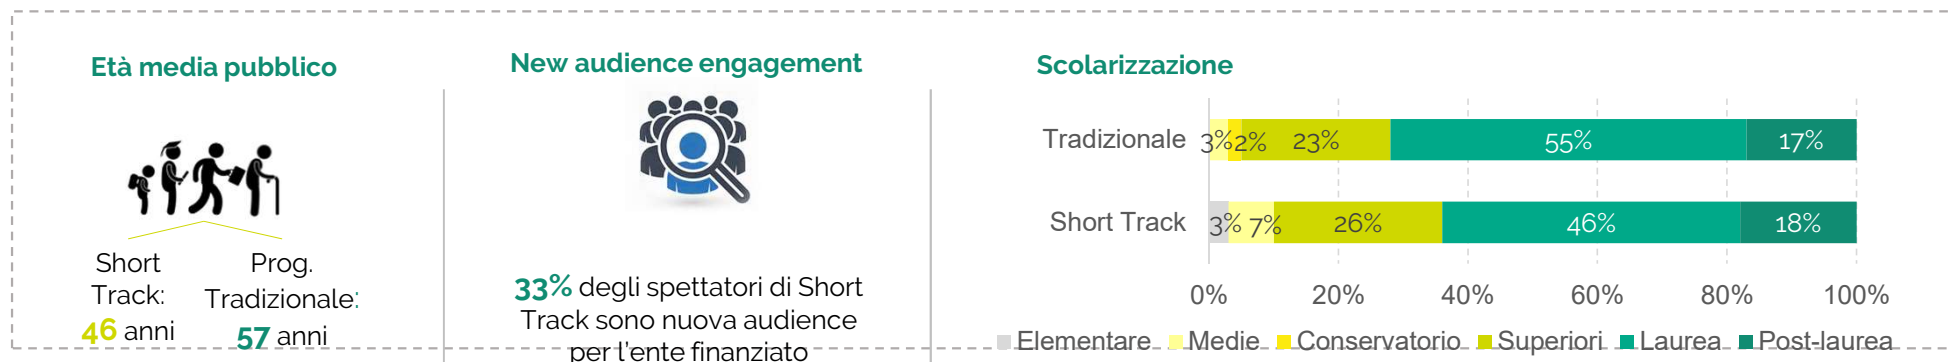 Età media pubblico
Short
Track:
46 anni
Prog.
Tradizionale:
57 anni
New audience engagement
33% degli spettatori di Short
Track sono nuova audience
per l'ente finanziato
Scolarizzazione
Tradizionale 3% 2% 23% 55% 17%
Short Track 3% 7% 26% 46% 18%
0% 20% 40% 60% 80% 100%
Elementare Medie Conservatorio Superiori Laurea Post-laurea